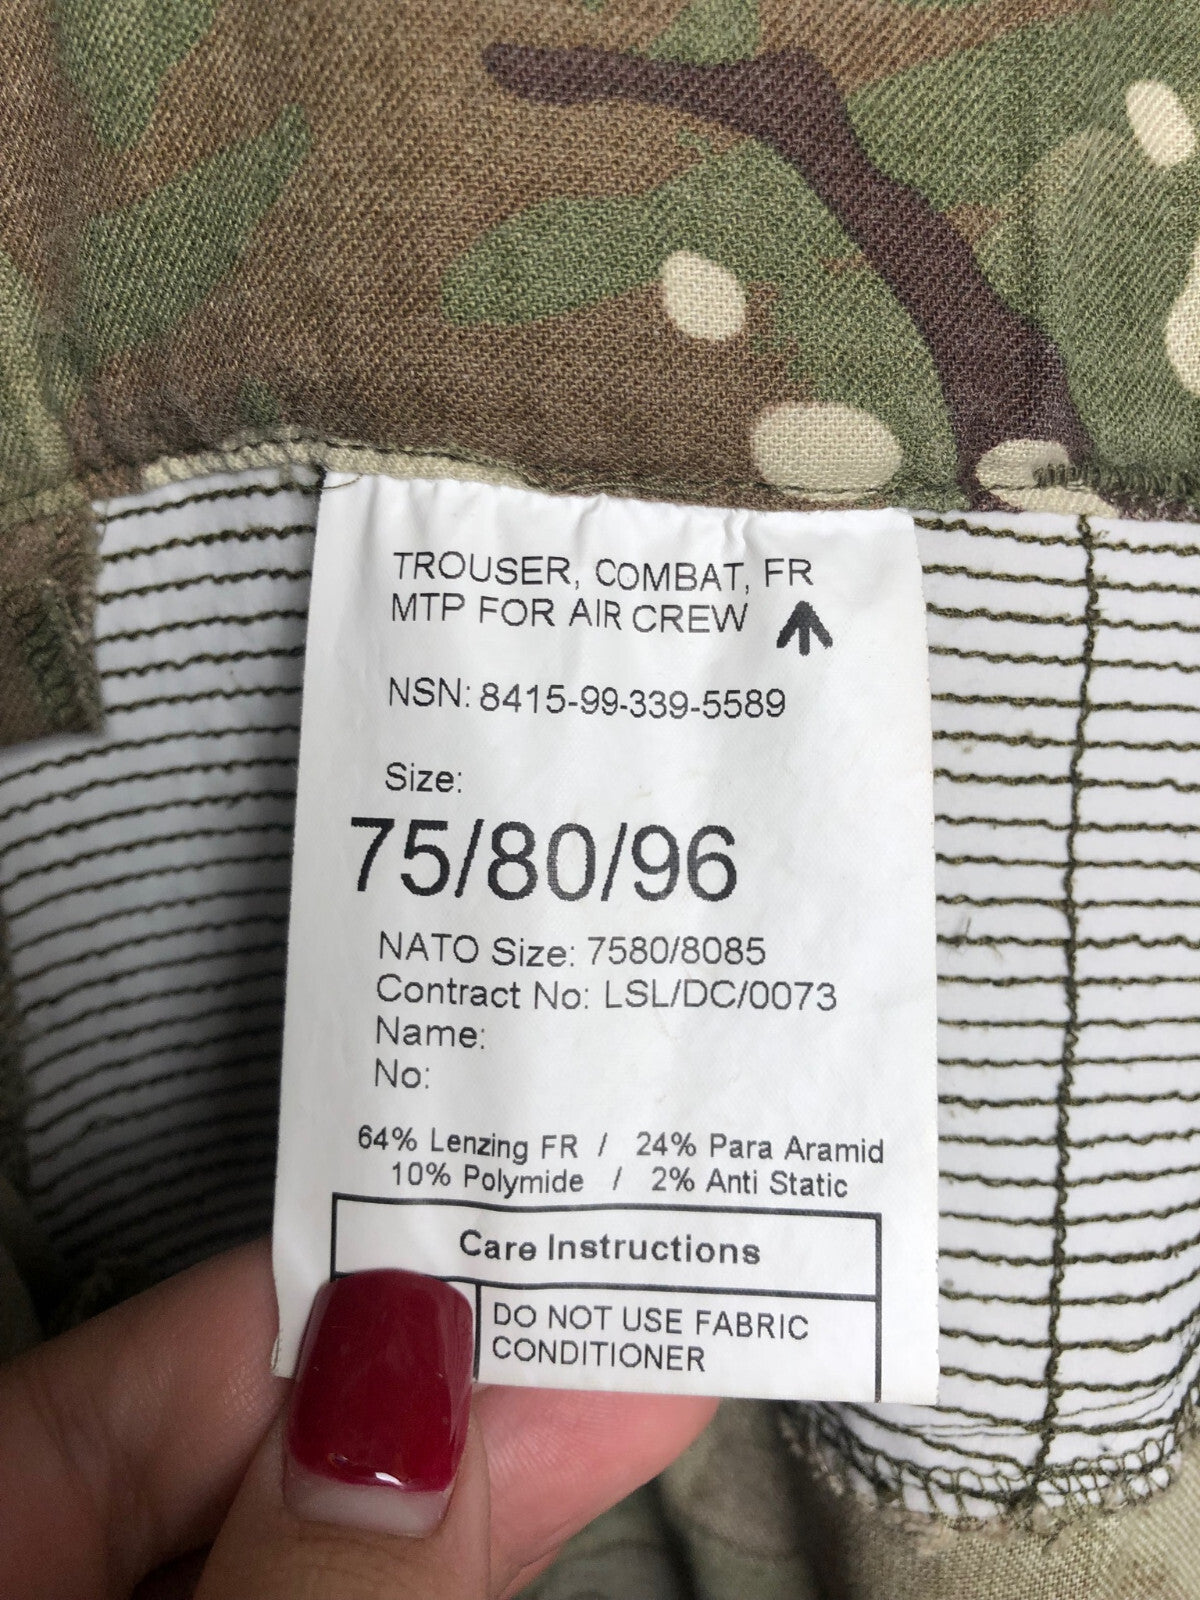 TROUSER, COMBAT, FR
MTP FOR AIR CREW
NSN: 8415-99-339-5589
Size:
75/80/96
NATO Size: 7580/8085
Contract No: LSL/DC/0073
Name:
No:
64% Lenzing FR / 24% Para Aramid
10% Polymide / 2% Anti Static
Care Instructions
DO NOT USE FABRIC
CONDITIONER